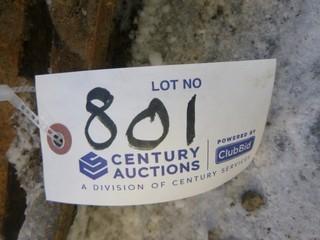 LOT NO
801
CENTURY AUCTIONS
POWERED BY
ClubBid
A DIVISION OF CENTURY SERVICES